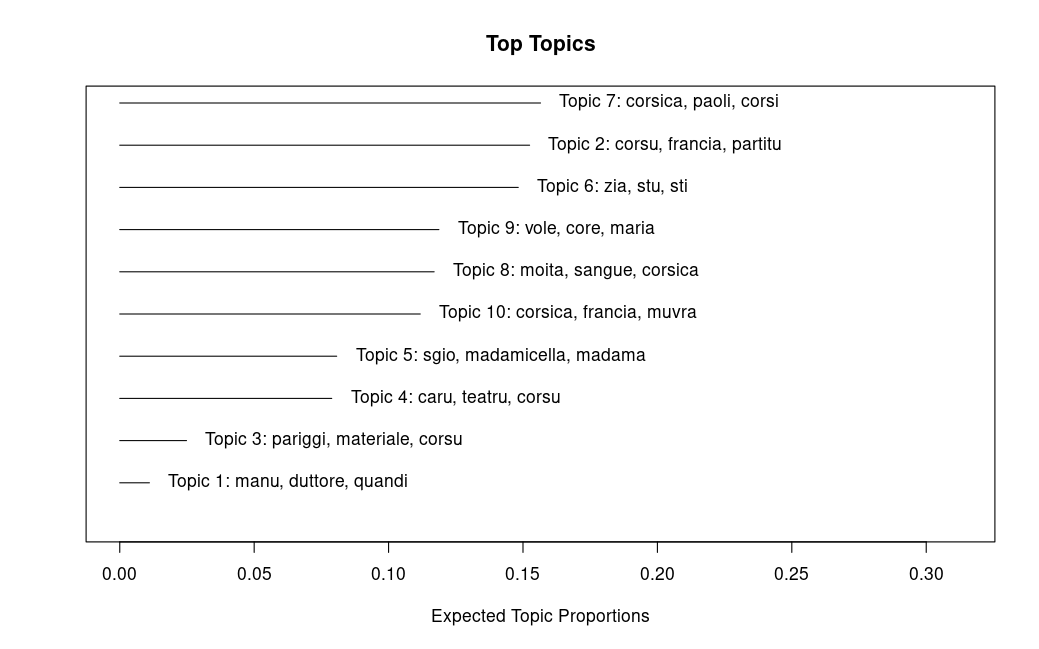 Top Topics
Topic 7: corsica, paoli, corsi
Topic 2: corsu, francia, partitu
Topic 6: zia, stu, sti
Topic 9: vole, core, maria
Topic 8: moita, sangue, corsica
Topic 10: corsica, francia, muvra
Topic 5: sgio, madamicella, madama
Topic 4: caru, teatru, corsu
Topic 3: pariggi, materiale, corsu
Topic 1: manu, duttore, quandi
0.00 0.05 0.10 0.15 0.20 0.25 0.30
Expected Topic Proportions